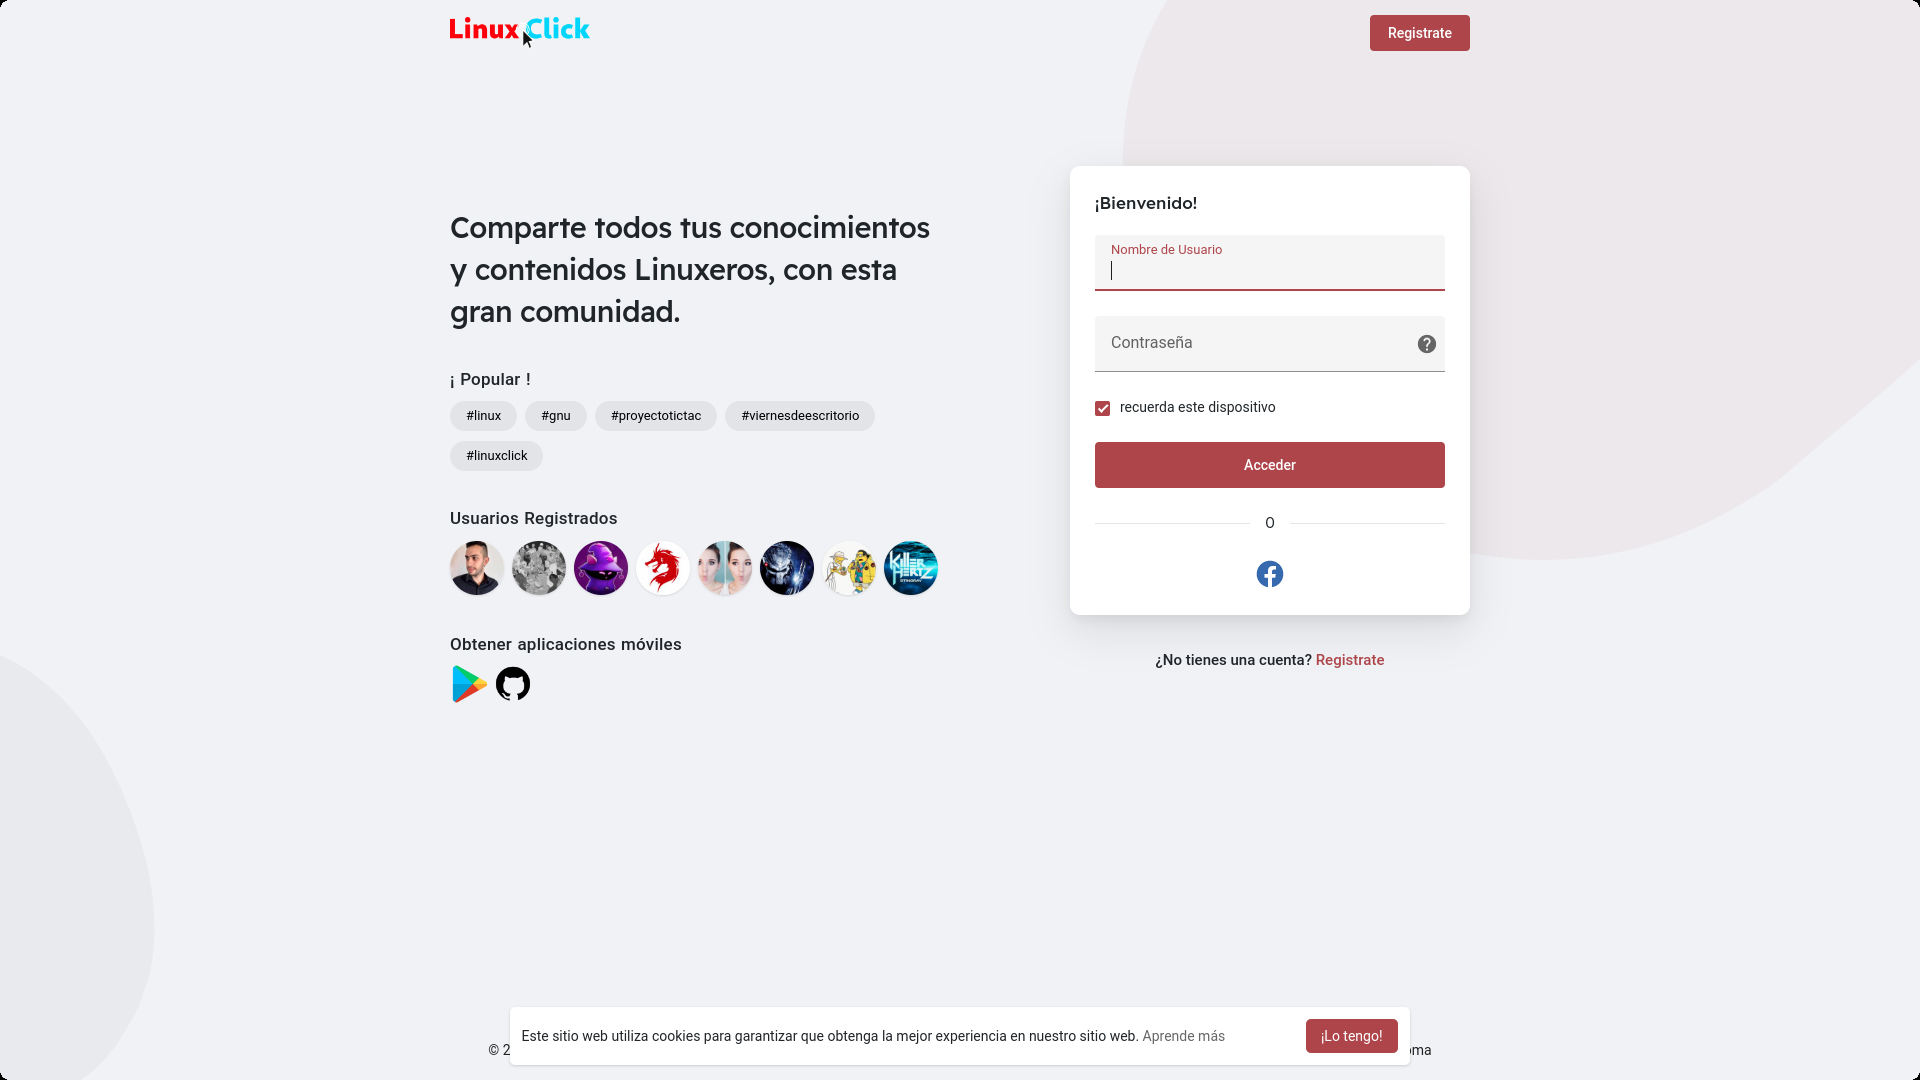 LinuxClick
Registrate
Comparte todos tus conocimientos
y contenidos Linuxeros, con esta
gran comunidad.
¡ Popular !
#linux #gnu #proyectotictac #viernesdeescritorio
#linuxclick
Usuarios Registrados
KILLER
HERTZ
STINGRAY
Obtener aplicaciones móviles
¡Bienvenido!
Nombre de Usuario
Contraseña
recuerda este dispositivo
Acceder
O
¿No tienes una cuenta? Registrate
Este sitio web utiliza cookies para garantizar que obtenga la mejor experiencia en nuestro sitio web. Aprende más
¡Lo tengo!
© 2